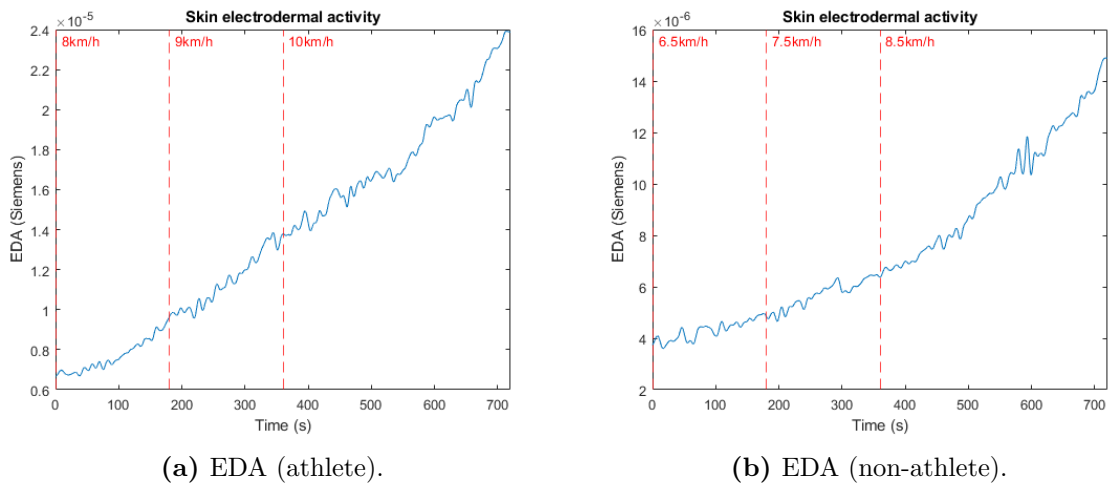 Skin electrodermal activity
×10⁻⁵
8km/h 9km/h 10km/h
2.4
2.2
2
1.8
1.6
1.4
1.2
1
0.8
0.6
EDA (Siemens)
0 100 200 300 400 500 600 700
Time (s)
(a) EDA (athlete).
Skin electrodermal activity
×10⁻⁶
6.5km/h 7.5km/h 8.5km/h
16
14
12
10
8
6
4
2
EDA (Siemens)
0 100 200 300 400 500 600 700
Time (s)
(b) EDA (non-athlete).